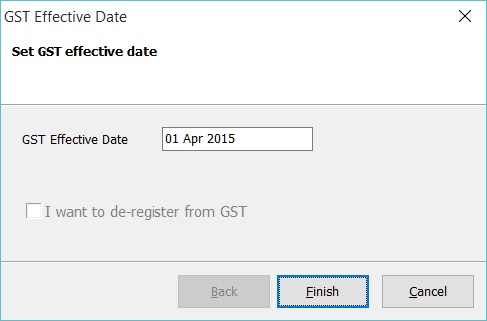 GST Effective Date
Set GST effective date
GST Effective Date 01 Apr 2015
I want to de-register from GST
Back Finish Cancel